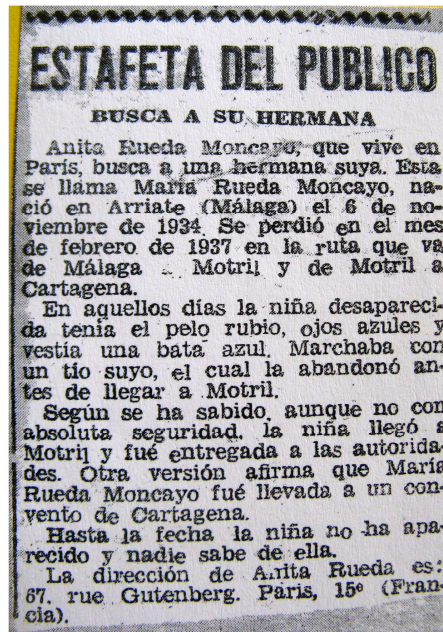 ESTAFETA DEL PUBLICO
BUSCA A SU HERMANA
Anita Rueda Moncayo, que vive en
París, busca a una hermana suya. Esta
se llama María Rueda Moncayo, na-
ció en Arriate (Málaga) el 6 de no-
viembre de 1934. Se perdió en el mes
de febrero de 1937 en la ruta que va
de Málaga - Motril y de Motril a
Cartagena.
En aquellos días la niña desapareci-
da tenía el pelo rubio, ojos azules y
vestía una bata azul. Marchaba con
un tío suyo, el cual la abandonó an-
tes de llegar a Motril.
Según se ha sabido, aunque no con
absoluta seguridad, la niña llegó a
Motril y fué entregada a las autorida-
des. Otra versión afirma que María
Rueda Moncayo fué llevada a un con-
vento de Cartagena.
Hasta la fecha la niña no ha apa-
recido y nadie sabe de ella.
La dirección de Anita Rueda es:
67. rue Gutenberg. París, 15e (Fran-
cia).